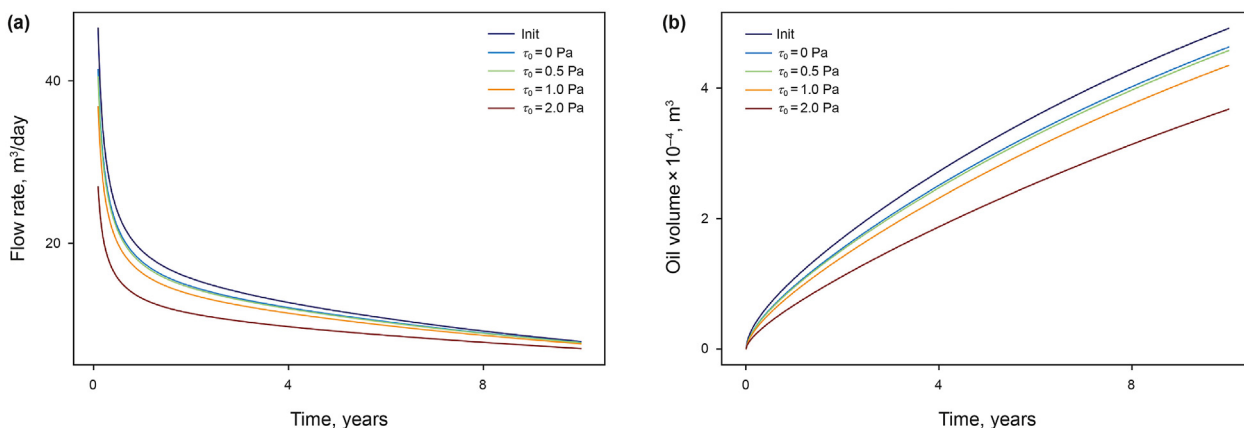 (a)
Init
τ₀ = 0 Pa
τ₀ = 0.5 Pa
τ₀ = 1.0 Pa
τ₀ = 2.0 Pa
40
20
Flow rate, m³/day
0
4
8
Time, years
(b)
Init
τ₀ = 0 Pa
τ₀ = 0.5 Pa
τ₀ = 1.0 Pa
τ₀ = 2.0 Pa
4
2
0
Oil volume × 10⁻⁴, m³
0
4
8
Time, years